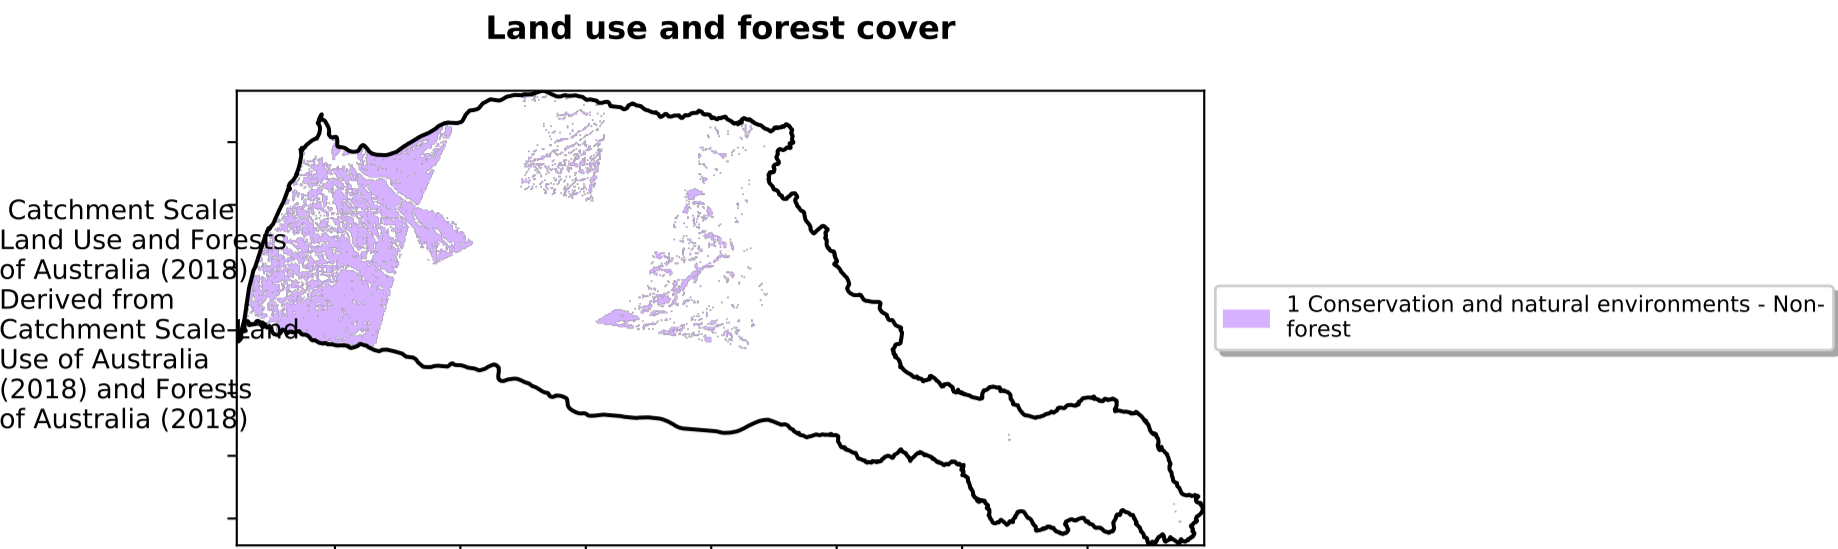 Land use and forest cover
Catchment Scale
Land Use and Forests
of Australia (2018)
Derived from
Catchment Scale Land
Use of Australia
(2018) and Forests
of Australia (2018)
1 Conservation and natural environments - Non-
forest